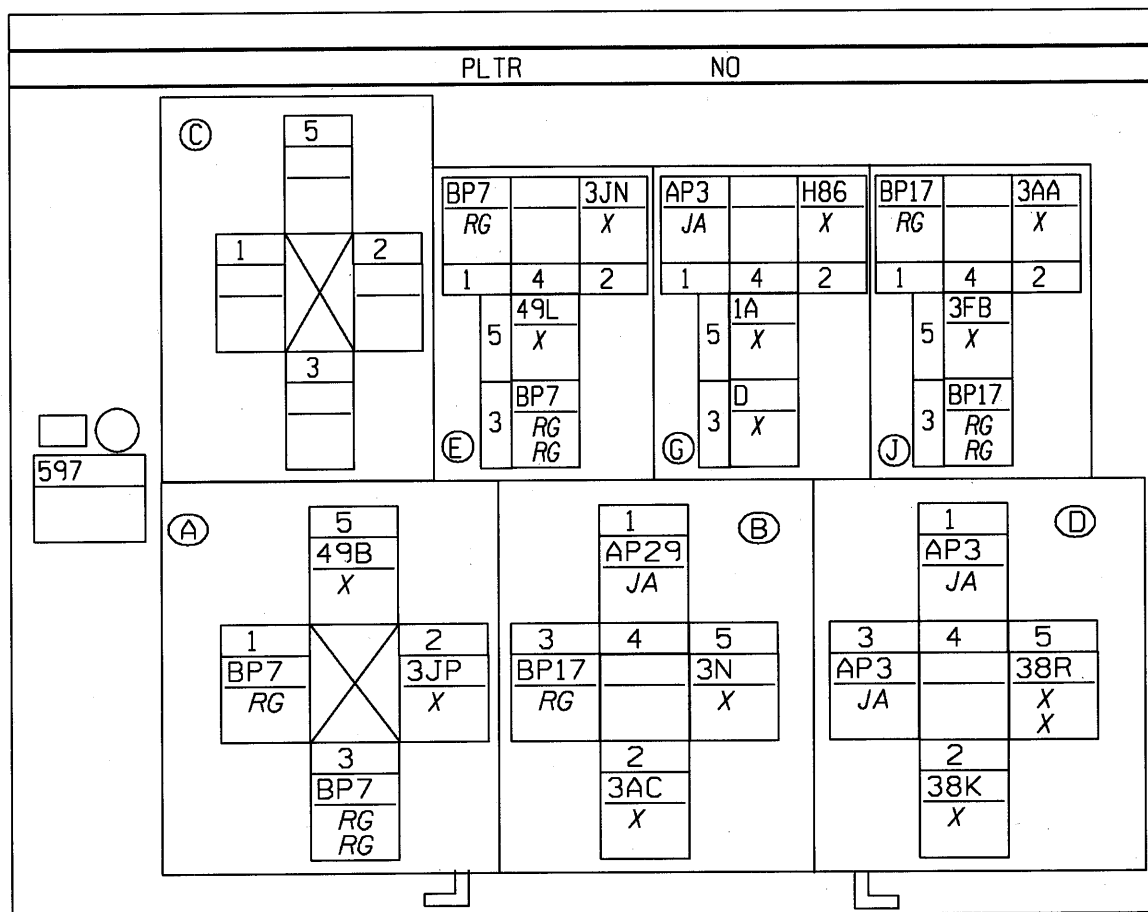 PLTR NO
C
5
1 2
3
BP7 3JN
RG X
1 4 2
49L
5 X
BP7
3 RG
RG
E
AP3 H86
JA X
1 4 2
1A
5 X
D
3 X
G
BP17 3AA
RG X
1 4 2
3FB
5 X
BP17
3 RG
RG
J
597
A
5
49B
X
1 2
BP7 3JP
RG X
3
BP7
RG
RG
B
1
AP29
JA
3 4 5
BP17 3N
RG X
2
3AC
X
D
1
AP3
JA
3 4 5
AP3 38R
JA X
X
2
38K
X